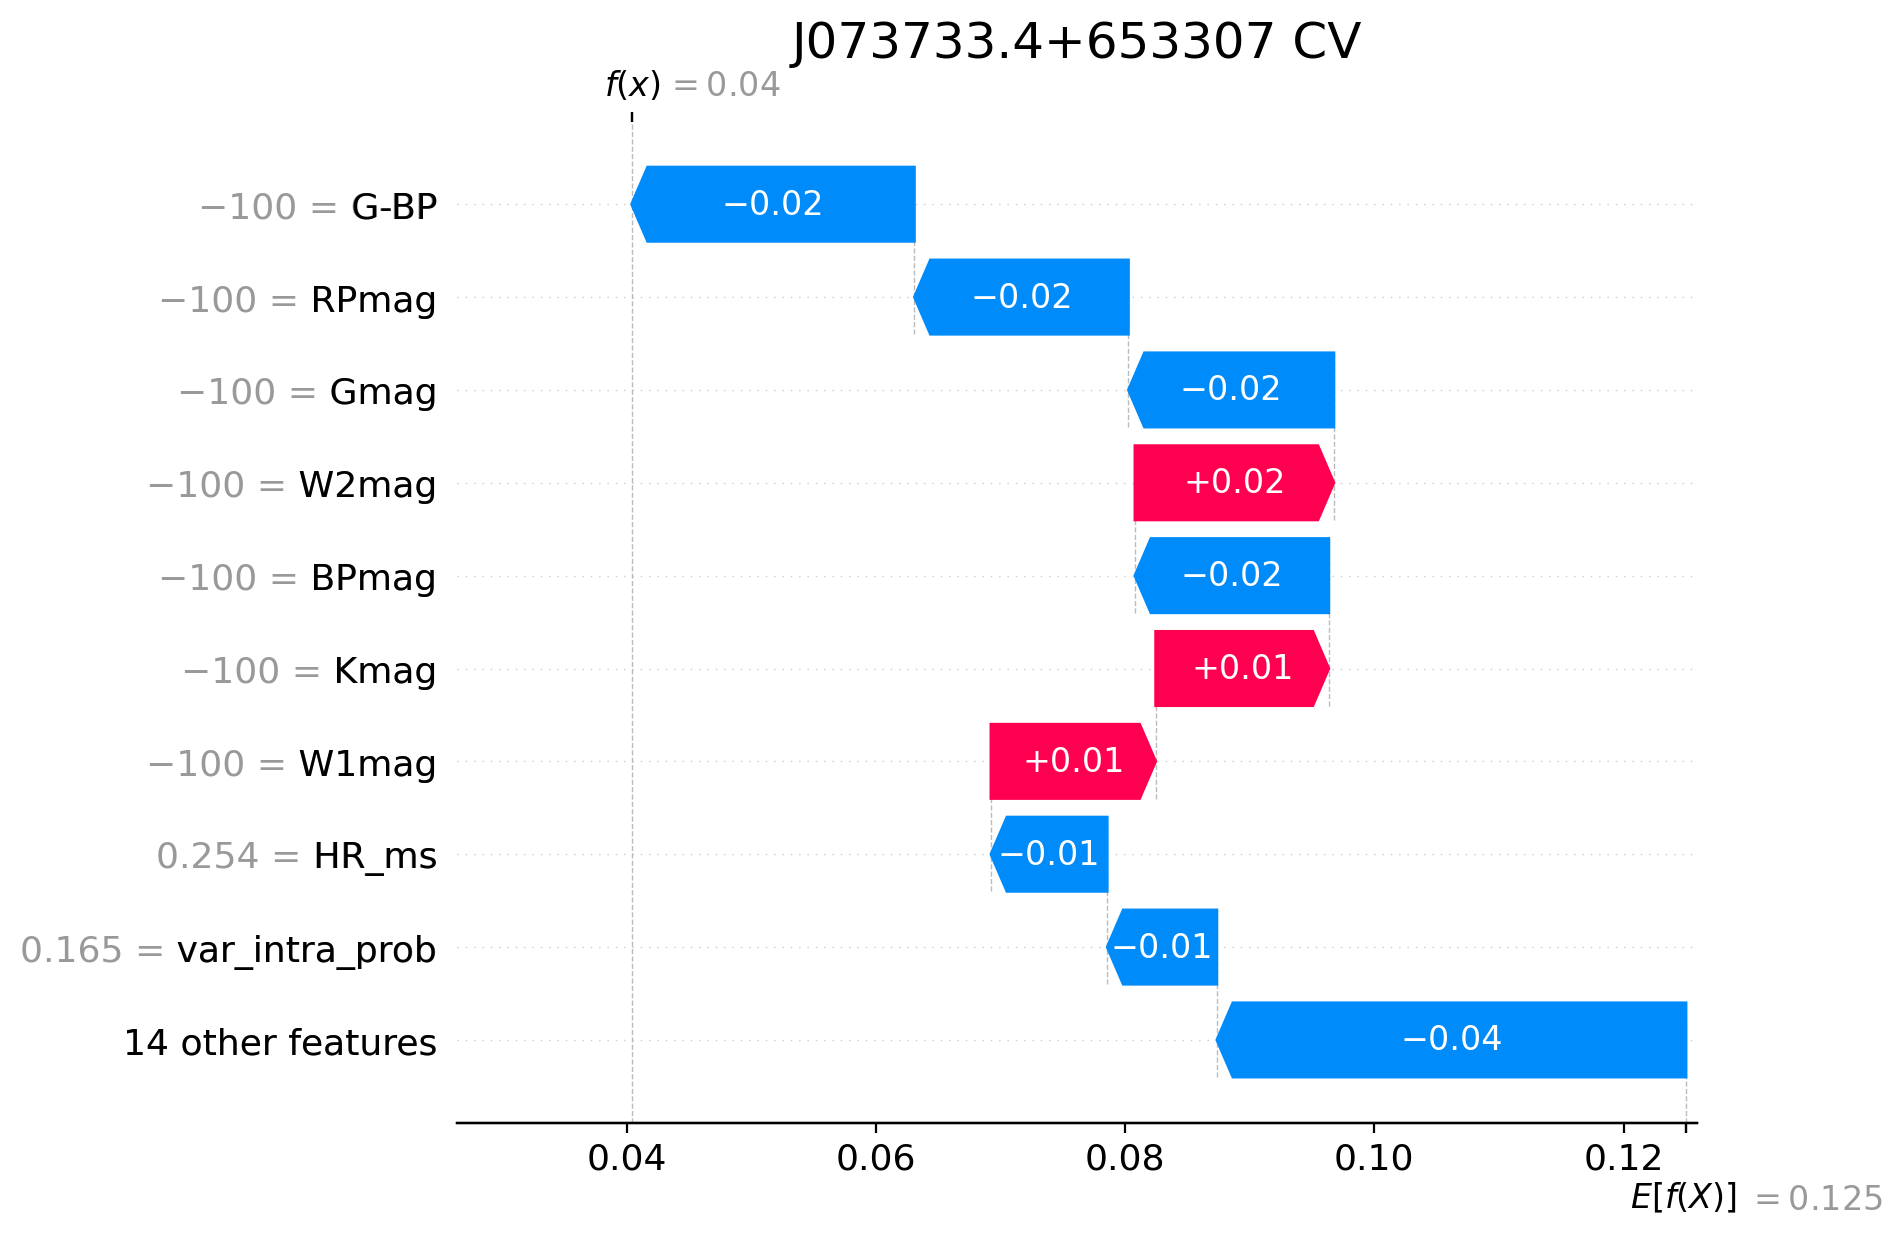 J073733.4+653307 CV
f(x) = 0.04
−100 = G-BP −0.02
−100 = RPmag −0.02
−100 = Gmag −0.02
−100 = W2mag +0.02
−100 = BPmag −0.02
−100 = Kmag +0.01
−100 = W1mag +0.01
0.254 = HR_ms −0.01
0.165 = var_intra_prob −0.01
14 other features −0.04
0.04 0.06 0.08 0.10 0.12
E[f(X)] = 0.125